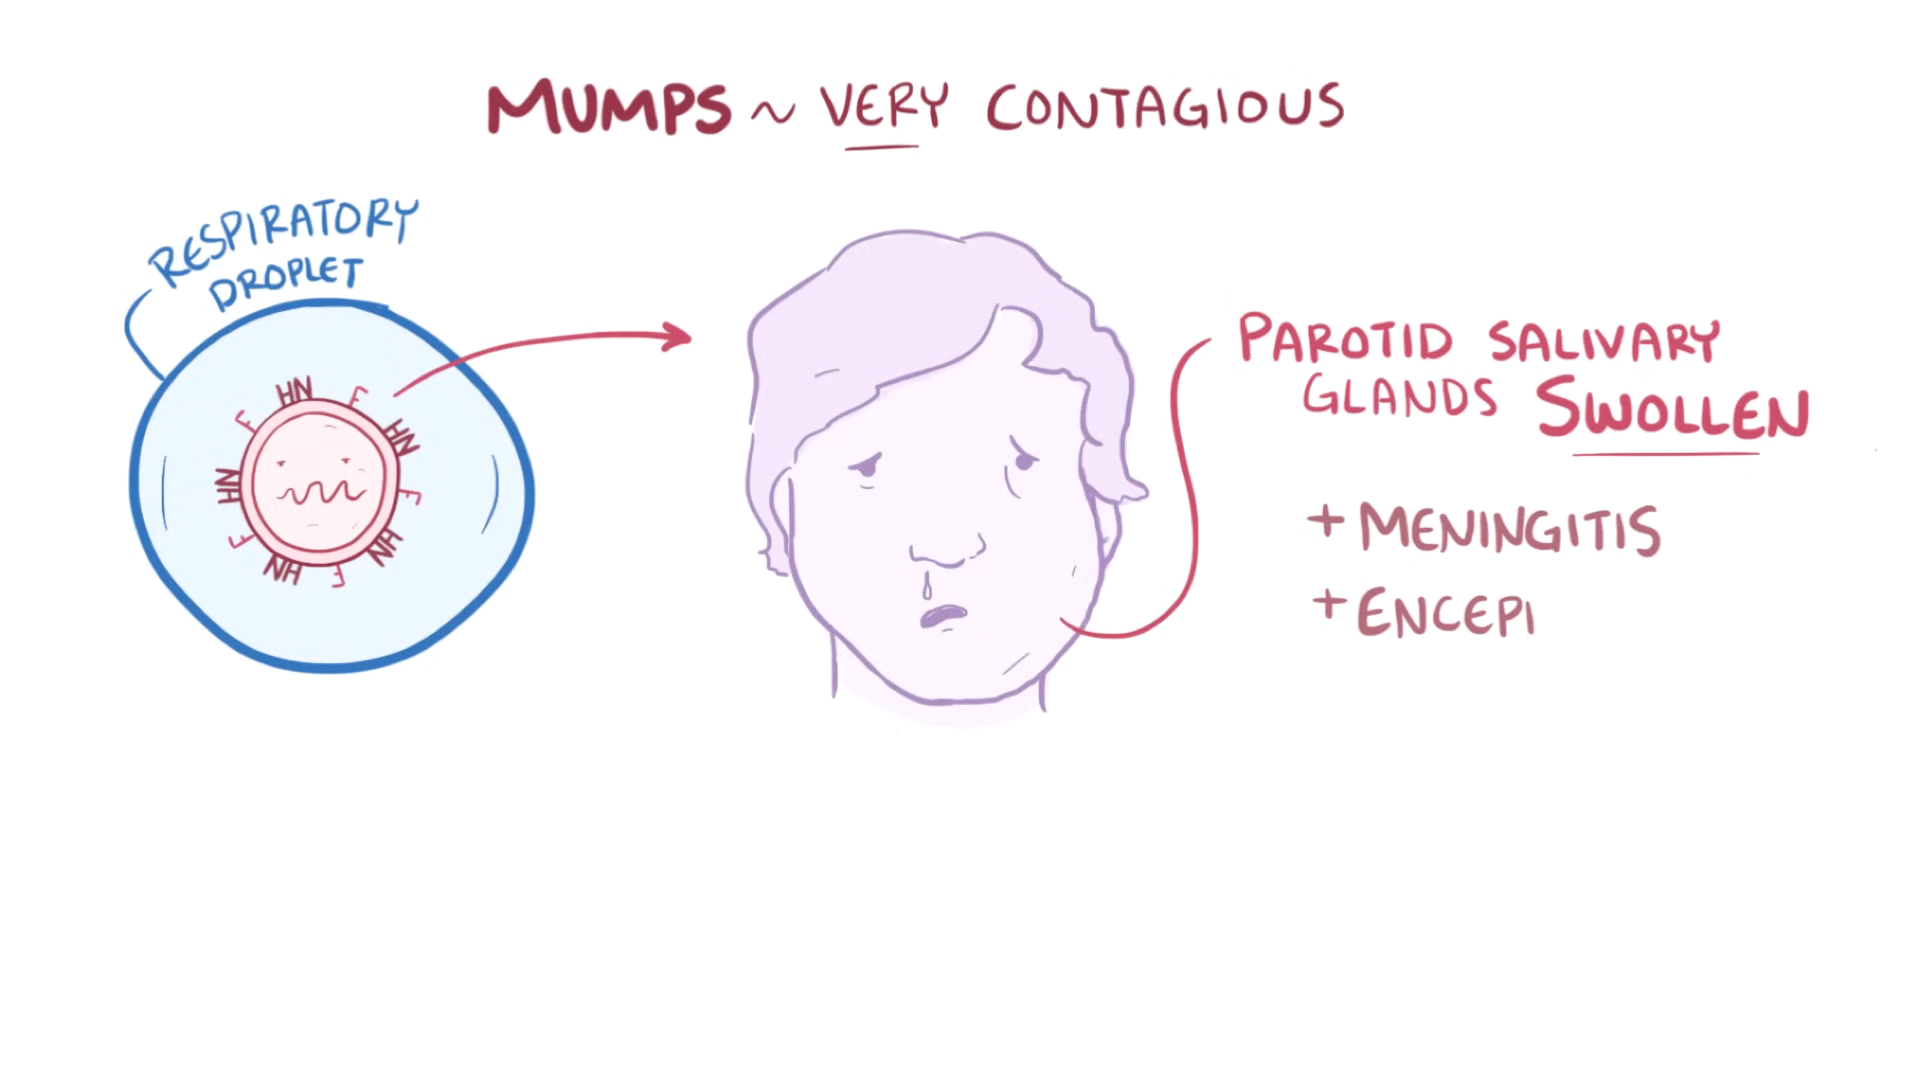 MUMPS ~ VERY CONTAGIOUS
RESPIRATORY
DROPLET
HN
F
HN
F
HN
F
HN
F
HN
F
PAROTID SALIVARY
GLANDS SWOLLEN
+ MENINGITIS
+ ENCEPI